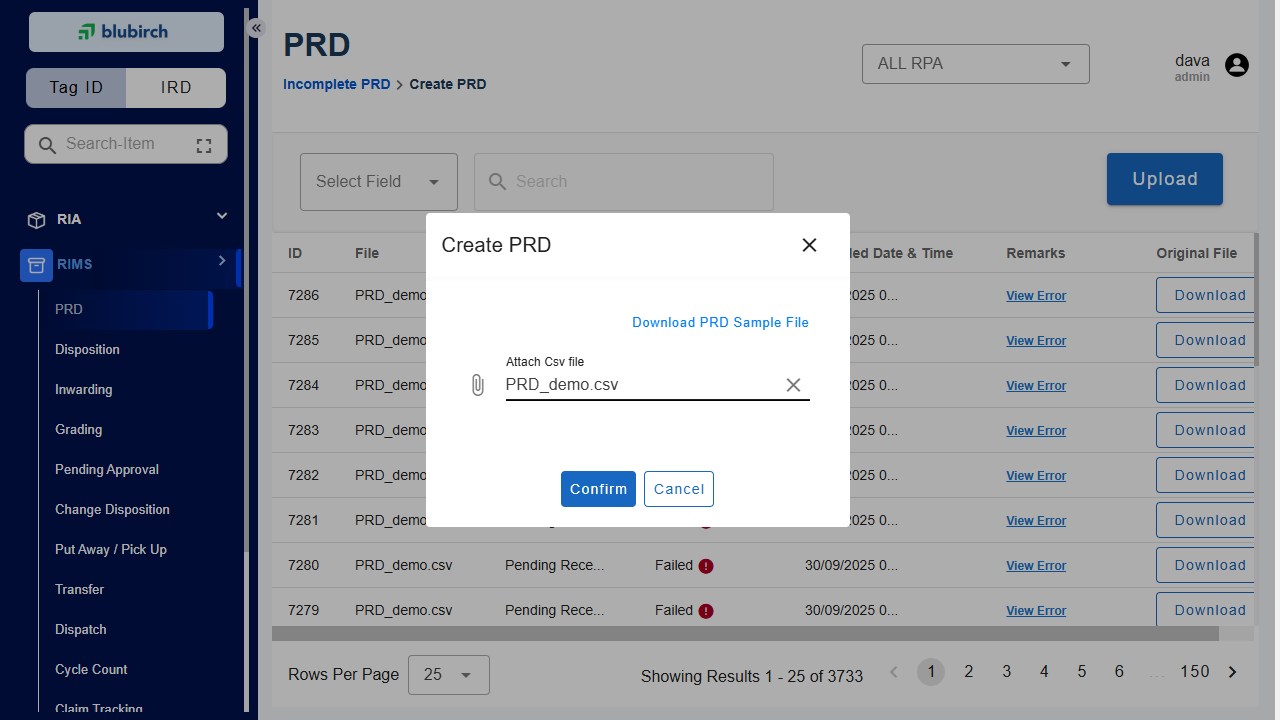 blubirch
Tag ID
IRD
Search-Item
RIA
RIMS
PRD
Disposition
Inwarding
Grading
Pending Approval
Change Disposition
Put Away / Pick Up
Transfer
Dispatch
Cycle Count
Claim Tracking
PRD
Incomplete PRD > Create PRD
ALL RPA
dava
admin
Select Field
Search
Upload
ID File led Date & Time Remarks Original File
7286 PRD_demo 2025 0... View Error Download
7285 PRD_demo 2025 0... View Error Download
7284 PRD_demo 2025 0... View Error Download
7283 PRD_demo 2025 0... View Error Download
7282 PRD_demo 2025 0... View Error Download
7281 PRD_demo 2025 0... View Error Download
7280 PRD_demo.csv Pending Rece... Failed 30/09/2025 0... View Error Download
7279 PRD_demo.csv Pending Rece... Failed 30/09/2025 0... View Error Download
Create PRD
Download PRD Sample File
Attach Csv file
PRD_demo.csv
Confirm
Cancel
Rows Per Page 25 Showing Results 1 - 25 of 3733 1 2 3 4 5 6 ... 150